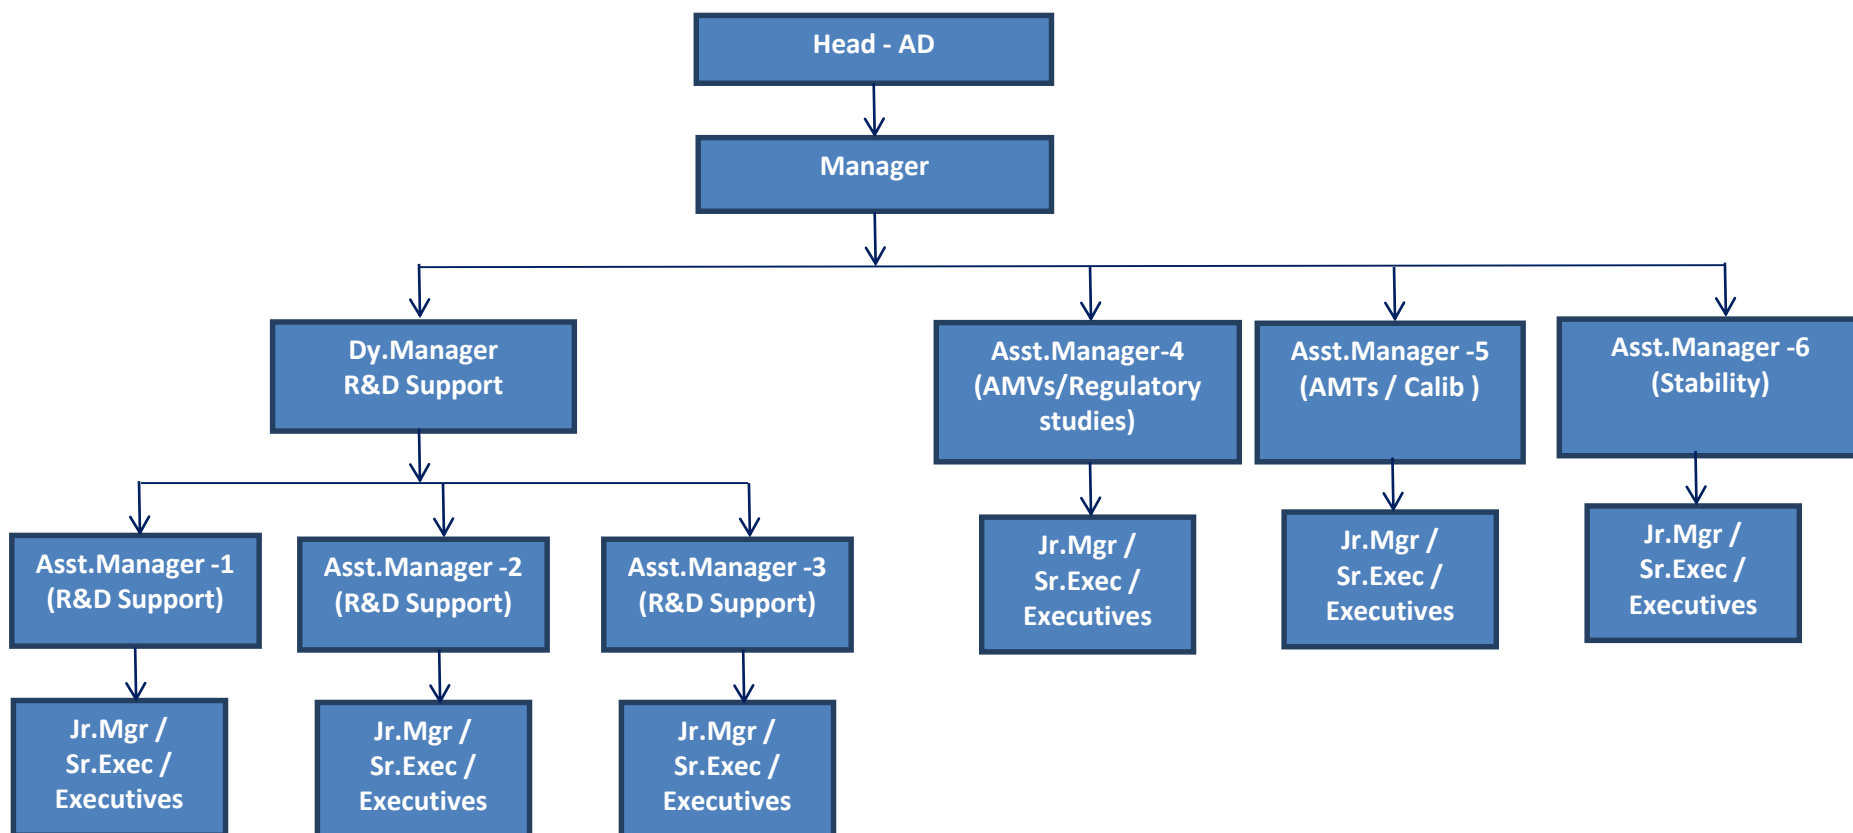 Head - AD
Manager
Dy.Manager
R&D Support
Asst.Manager-4
(AMVs/Regulatory
studies)
Asst.Manager -5
(AMTs / Calib )
Asst.Manager -6
(Stability)
Asst.Manager -1
(R&D Support)
Asst.Manager -2
(R&D Support)
Asst.Manager -3
(R&D Support)
Jr.Mgr /
Sr.Exec /
Executives
Jr.Mgr /
Sr.Exec /
Executives
Jr.Mgr /
Sr.Exec /
Executives
Jr.Mgr /
Sr.Exec /
Executives
Jr.Mgr /
Sr.Exec /
Executives
Jr.Mgr /
Sr.Exec /
Executives